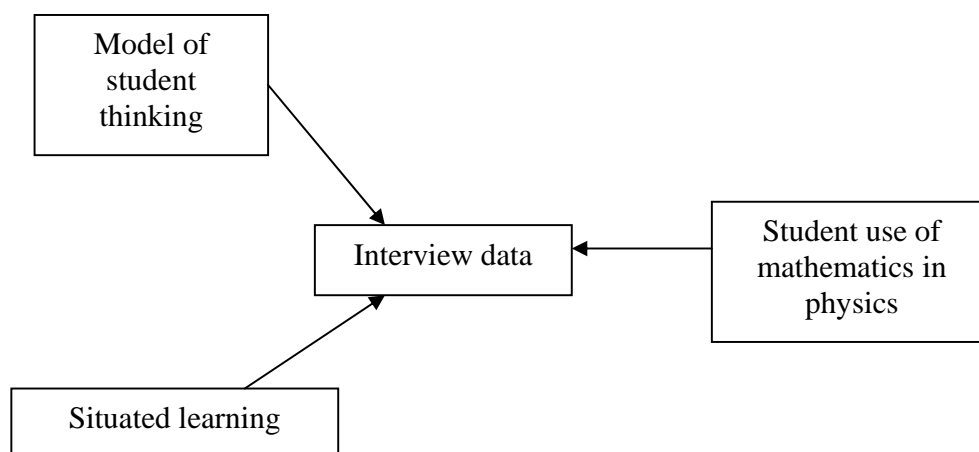 Model of
student
thinking
Interview data
Student use of
mathematics in
physics
Situated learning